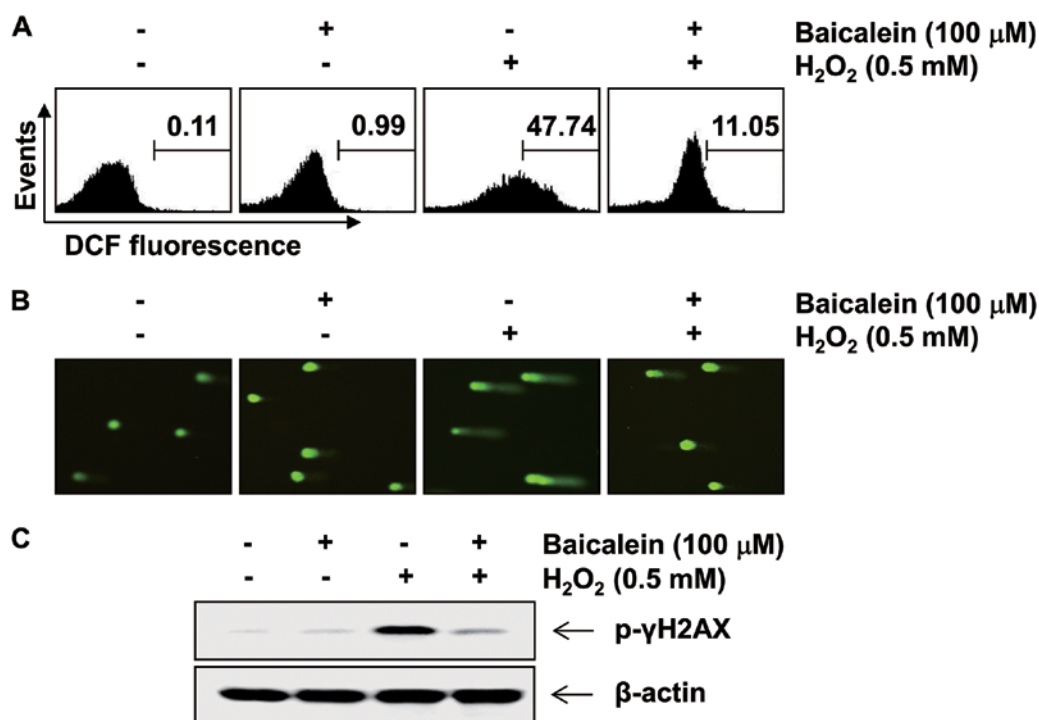 A
- + - + Baicalein (100 μM)
- - + + H₂O₂ (0.5 mM)
0.11 0.99 47.74 11.05
Events
DCF fluorescence
B
- + - + Baicalein (100 μM)
- - + + H₂O₂ (0.5 mM)
C
- + - + Baicalein (100 μM)
- - + + H₂O₂ (0.5 mM)
← p-γH2AX
← β-actin